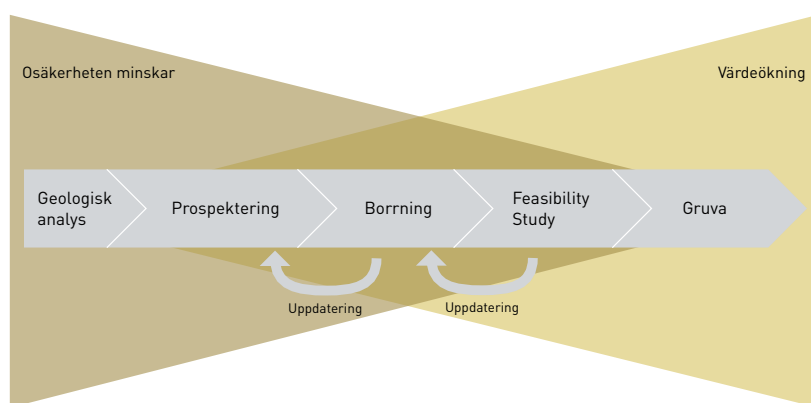 Osäkerheten minskar
Värdeökning
Geologisk
analys
Prospektering
Borrning
Feasibility
Study
Gruva
Uppdatering
Uppdatering